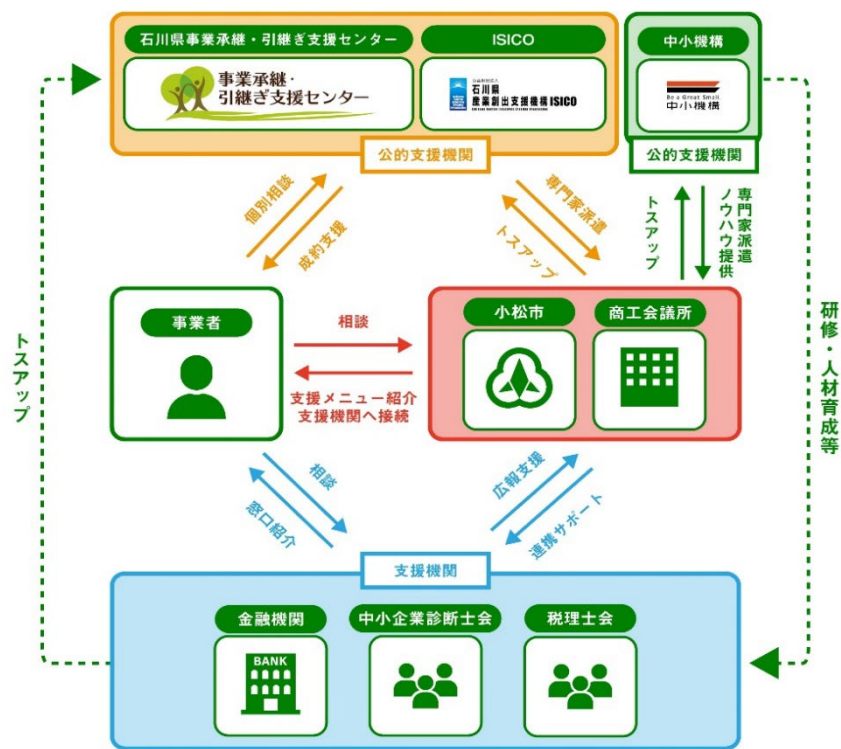 石川県事業承継・引継ぎ支援センター
ISICO
中小機構
事業承継・
引継ぎ支援センター
公益財団法人
石川県
産業創出支援機構 ISICO
Be a Great Small.
中小機構
公的支援機関
公的支援機関
個別相談
成約支援
専門家派遣
トスアップ
トスアップ
専門家派遣
ノウハウ提供
事業者
相談
支援メニュー紹介
支援機関へ接続
小松市
商工会議所
トスアップ
研修・人材育成等
相談
窓口紹介
広報支援
連携サポート
支援機関
金融機関
中小企業診断士会
税理士会
BANK